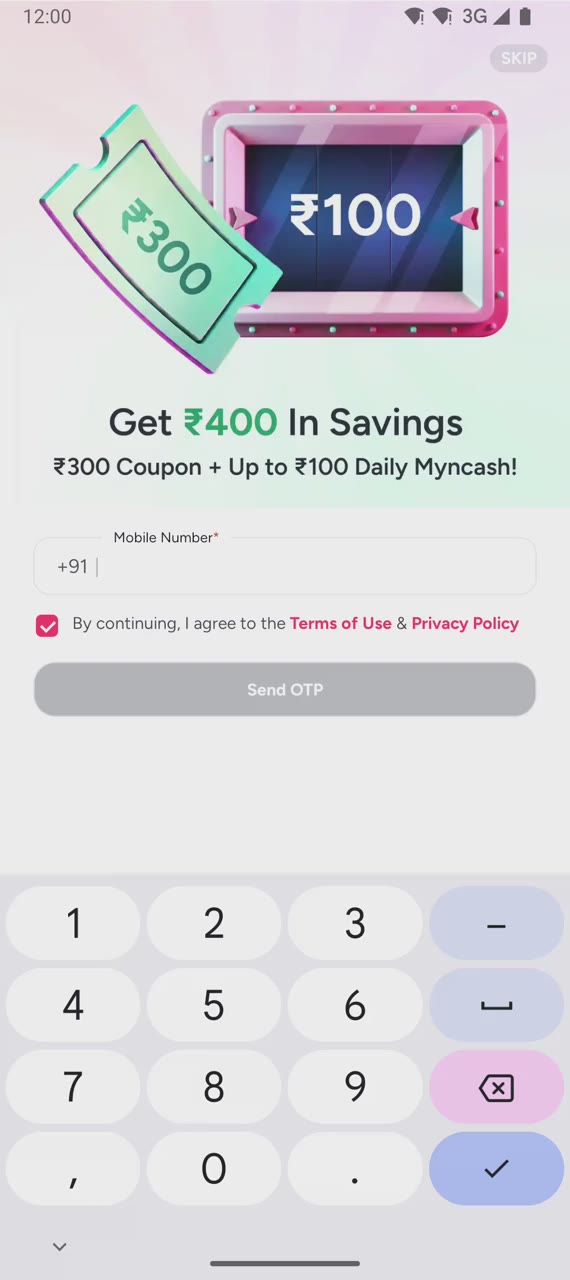 12:00
3G
SKIP
₹300
₹100
Get ₹400 In Savings
₹300 Coupon + Up to ₹100 Daily Myncash!
Mobile Number*
+91
By continuing, I agree to the Terms of Use & Privacy Policy
Send OTP
1 2 3 –
4 5 6
7 8 9
, 0 .